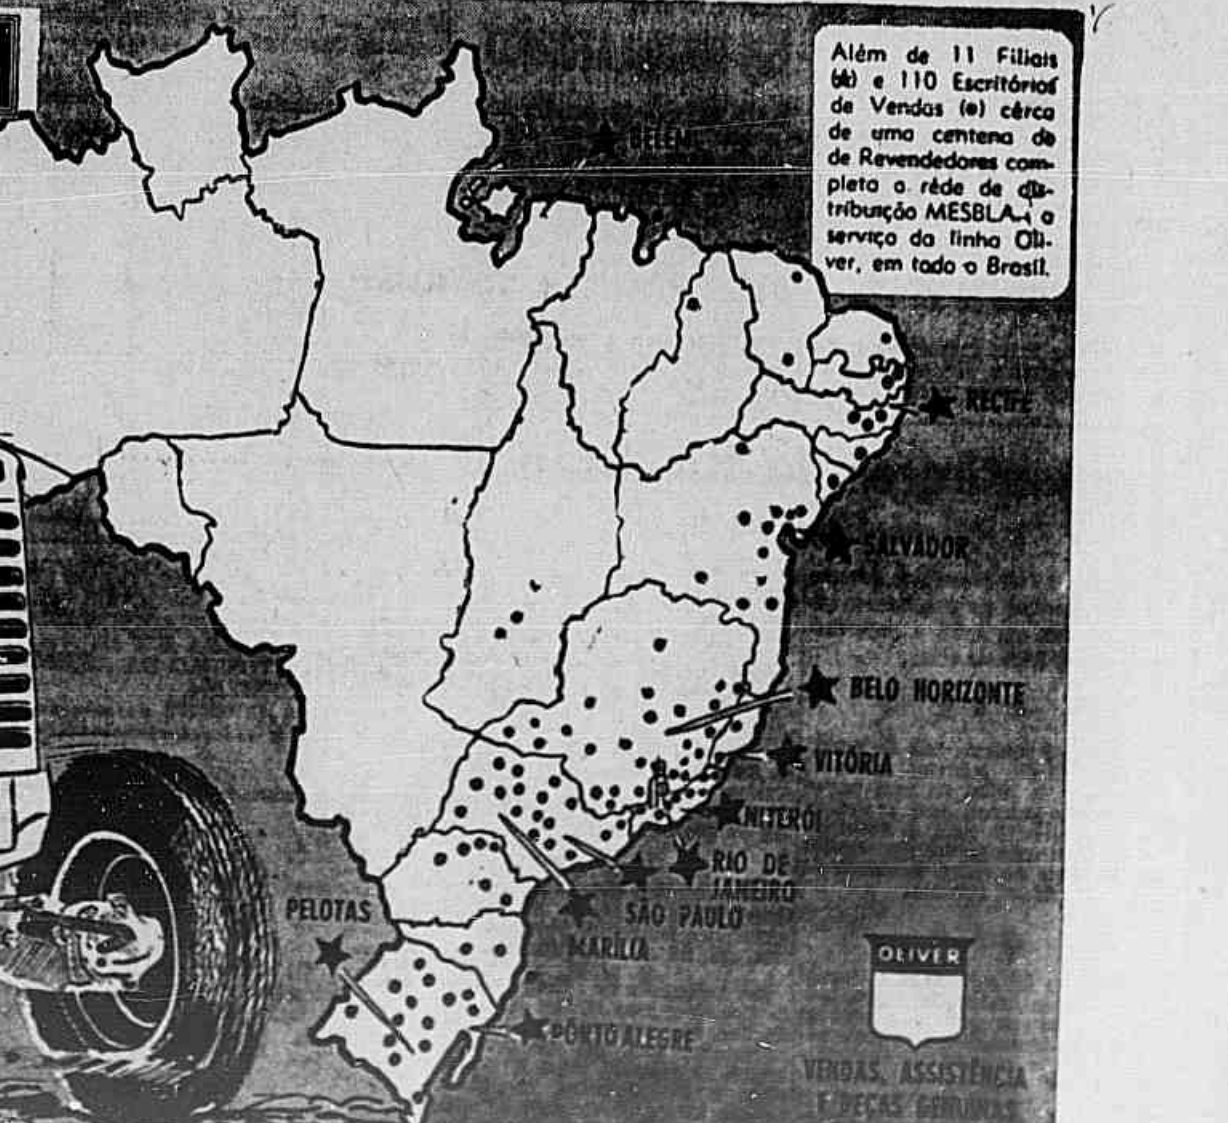 Além de 11 Filiais
(★) e 110 Escritórios
de Vendas (●) cêrca
de uma centena de
de Revendedores com-
pleta a rêde de dis-
tribuição MESBLA, a
serviço da linha Oli-
ver, em todo o Brasil.
BELÉM
RECIFE
SALVADOR
BELO HORIZONTE
VITÓRIA
NITERÓI
RIO DE
JANEIRO
SÃO PAULO
MARÍLIA
PELOTAS
PÔRTO ALEGRE
OLIVER
VENDAS, ASSISTÊNCIA
E PEÇAS GENUINAS